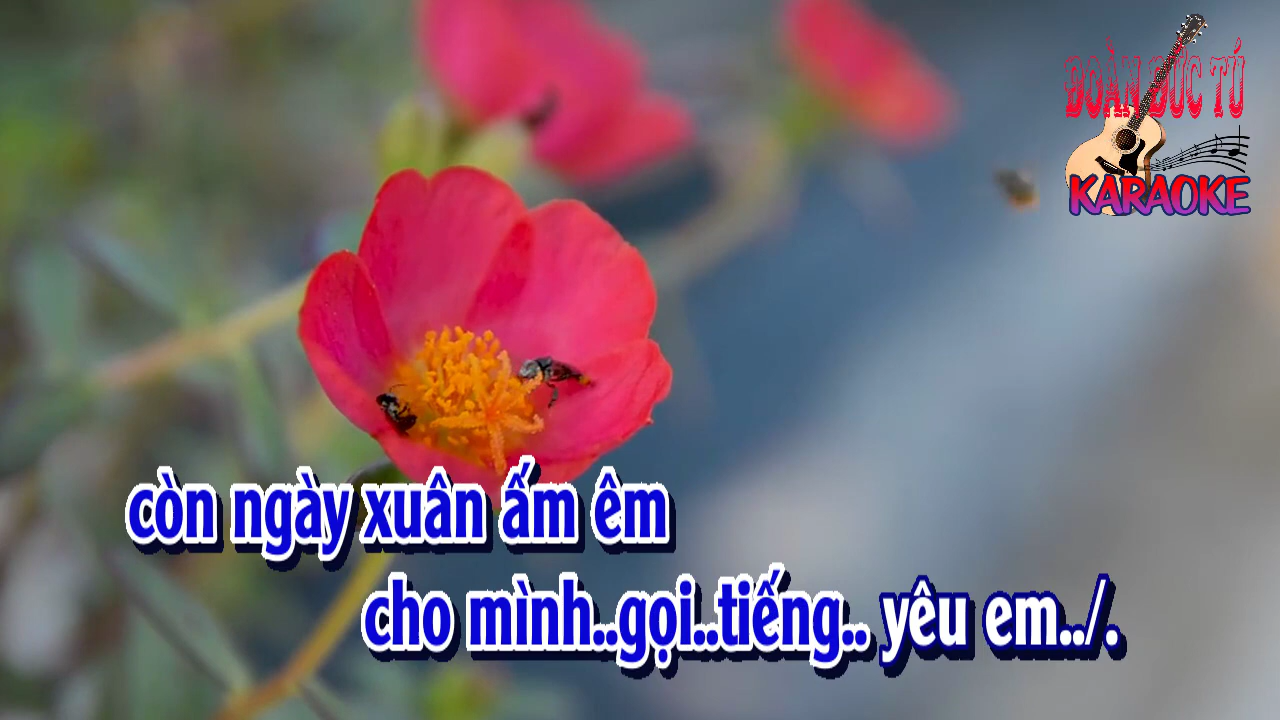 ĐOÀN ĐỨC TÚ
KARAOKE
còn ngày xuân ấm êm
cho mình..gọi..tiếng.. yêu em../.